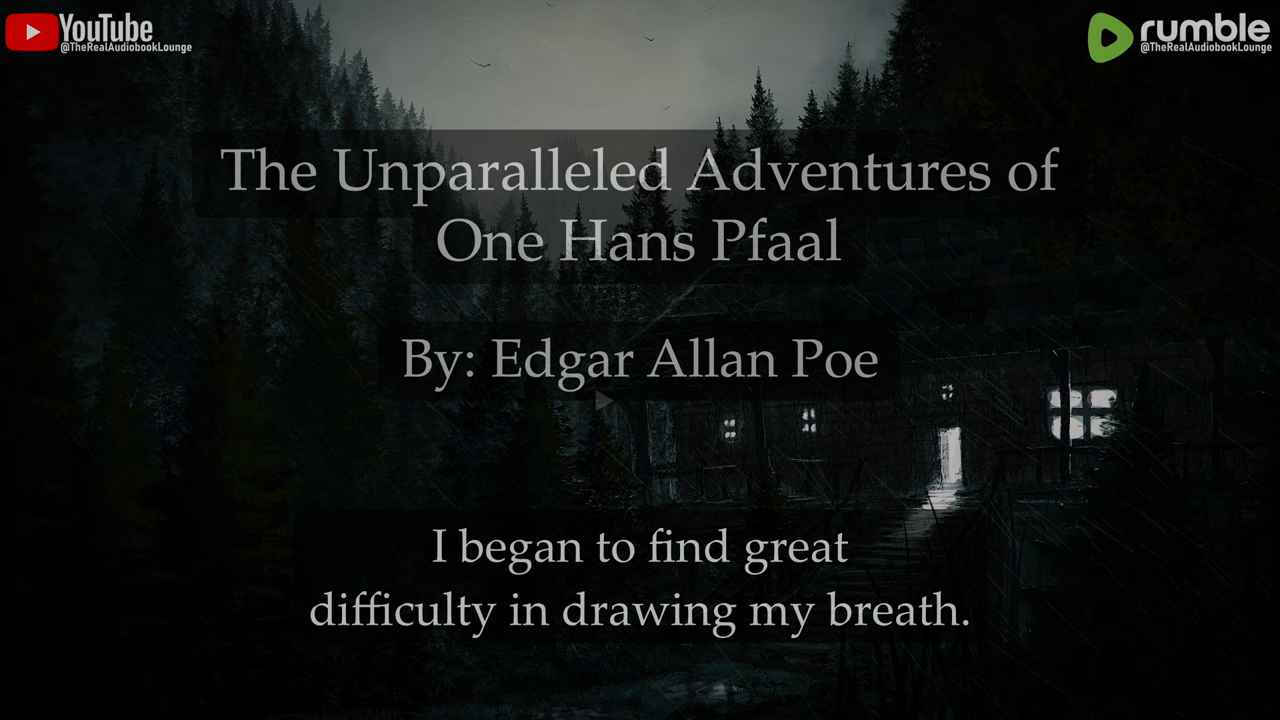 YouTube
@TheRealAudiobookLounge
rumble
@TheRealAudiobookLounge
The Unparalleled Adventures of
One Hans Pfaal
By: Edgar Allan Poe
I began to find great
difficulty in drawing my breath.